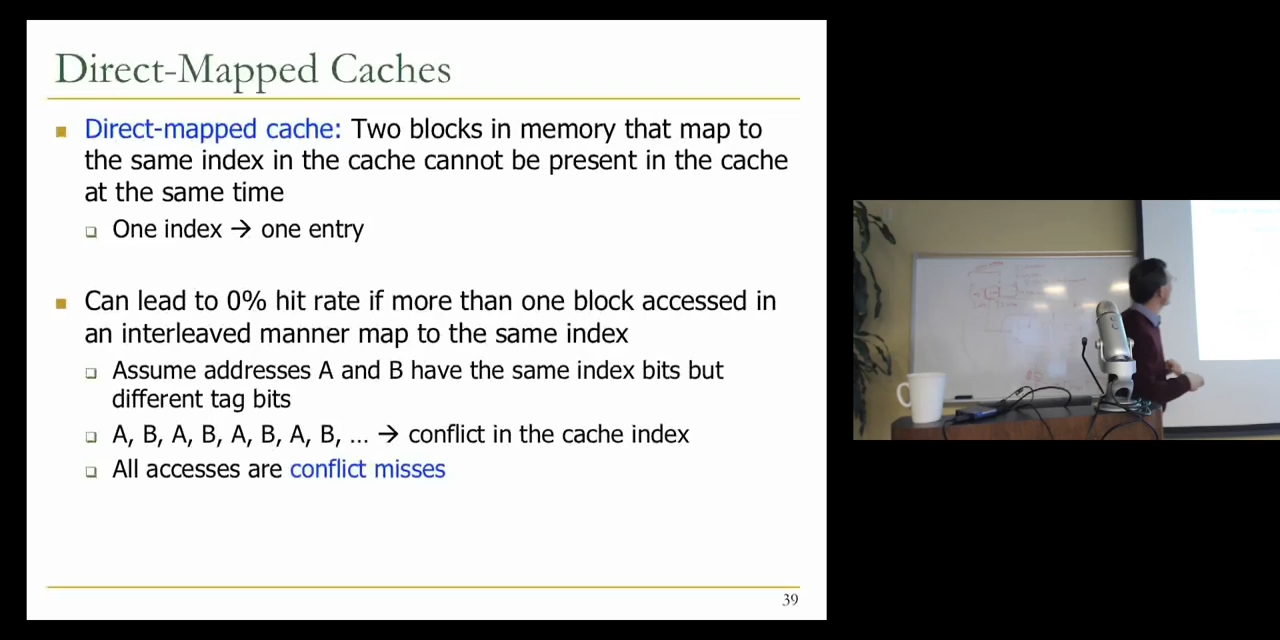 Direct-Mapped Caches
Direct-mapped cache: Two blocks in memory that map to
the same index in the cache cannot be present in the cache
at the same time
One index → one entry
Can lead to 0% hit rate if more than one block accessed in
an interleaved manner map to the same index
Assume addresses A and B have the same index bits but
different tag bits
A, B, A, B, A, B, A, B, … → conflict in the cache index
All accesses are conflict misses
39